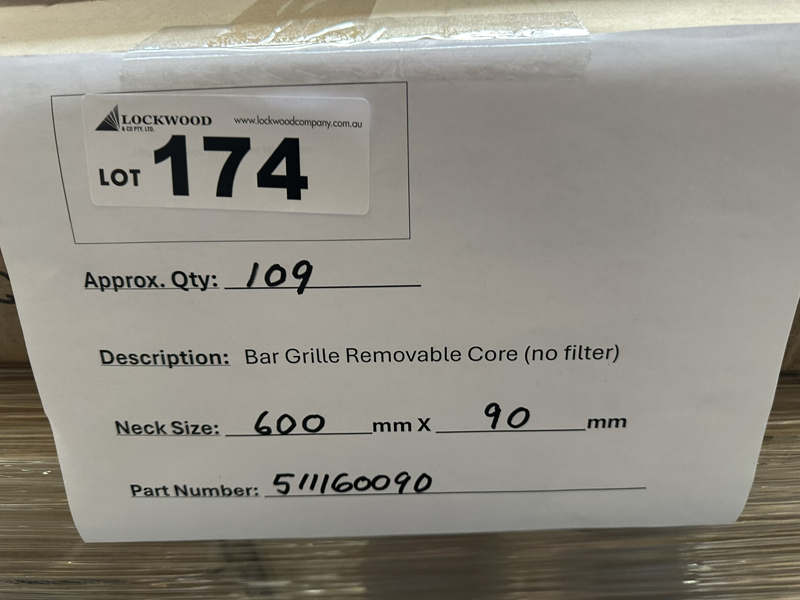 LOCKWOOD
& CO PTY. LTD.
www.lockwoodcompany.com.au
LOT 174
Approx. Qty: 109
Description: Bar Grille Removable Core (no filter)
Neck Size: 600 mm X 90 mm
Part Number: 511160090